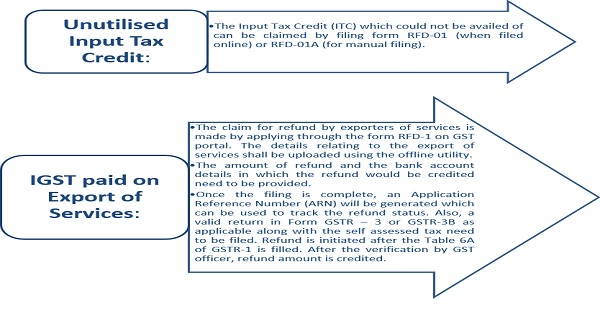 Unutilised
Input Tax
Credit:
•The Input Tax Credit (ITC) which could not be availed of
can be claimed by filing form RFD-01 (when filed
online) or RFD-01A (for manual filing).
IGST paid on
Export of
Services:
•The claim for refund by exporters of services is
made by applying through the form RFD-1 on GST
portal. The details relating to the export of
services shall be uploaded using the offline utility.
•The amount of refund and the bank account
details in which the refund would be credited
need to be provided.
•Once the filing is complete, an Application
Reference Number (ARN) will be generated which
can be used to track the refund status. Also, a
valid return in Form GSTR – 3 or GSTR-3B as
applicable along with the self assessed tax need
to be filed. Refund is initiated after the Table 6A
of GSTR-1 is filled. After the verification by GST
officer, refund amount is credited.